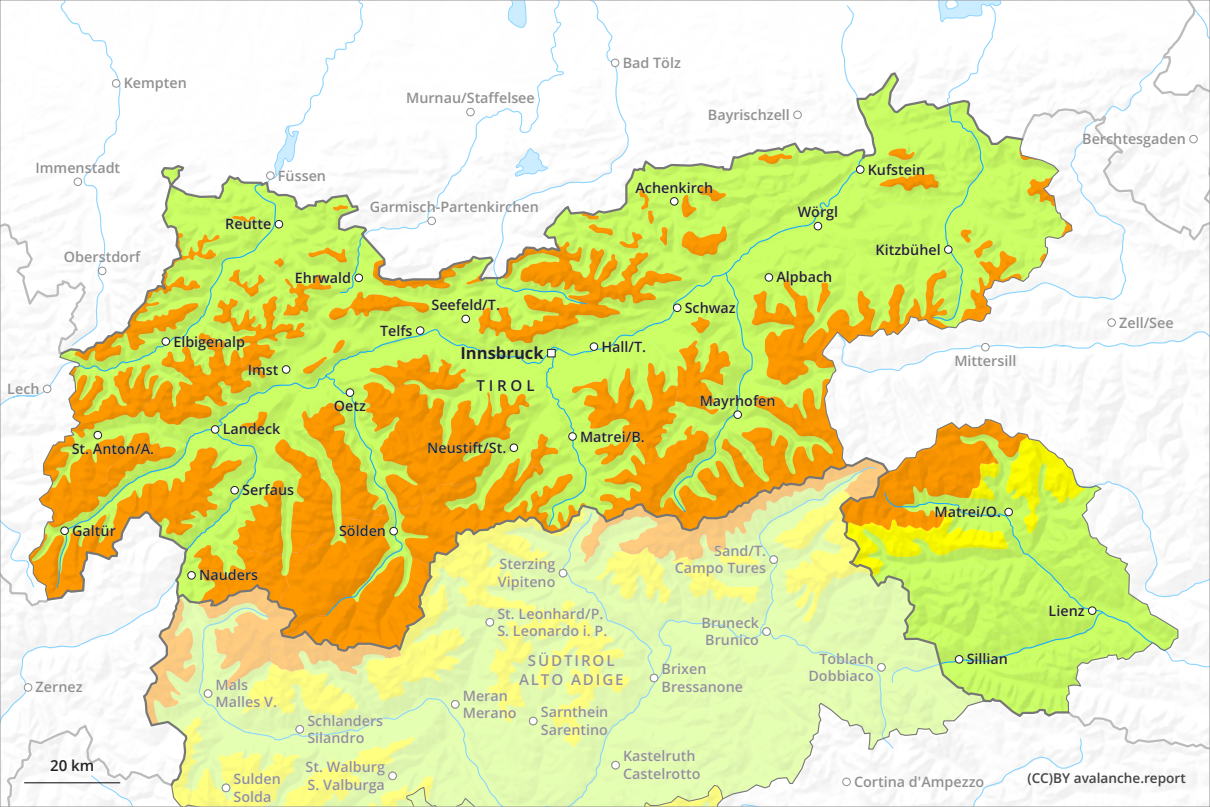 Kempten
Bad Tölz
Murnau/Staffelsee
Bayrischzell
Berchtesgaden
Immenstadt
Füssen
Kufstein
Achenkirch
Garmisch-Partenkirchen
Wörgl
Reutte
Oberstdorf
Kitzbühel
Ehrwald
Alpbach
Seefeld/T.
Schwaz
Telfs
Zell/See
Elbigenalp
Innsbruck
Hall/T.
Mittersill
Imst
TIROL
Lech
Oetz
Mayrhofen
Landeck
Matrei/B.
St. Anton/A.
Neustift/St.
Serfaus
Matrei/O.
Galtür
Sölden
Sand/T.
Campo Tures
Sterzing
Vipiteno
Nauders
St. Leonhard/P.
S. Leonardo i. P.
Lienz
Bruneck
Brunico
SÜDTIROL
ALTO ADIGE
Toblach
Dobbiaco
Sillian
Brixen
Bressanone
Zernez
Mals
Malles V.
Meran
Merano
Sarnthein
Sarentino
Schlanders
Silandro
Kastelruth
Castelrotto
20 km
St. Walburg
S. Valburga
Sulden
Solda
Cortina d'Ampezzo
(CC)BY avalanche.report